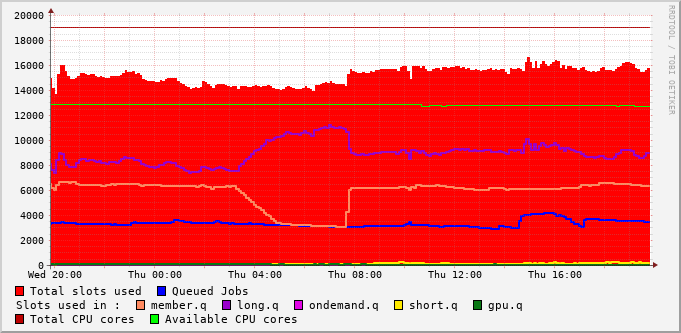 20000
18000
16000
14000
12000
10000
8000
6000
4000
2000
0
Wed 20:00 Thu 00:00 Thu 04:00 Thu 08:00 Thu 12:00 Thu 16:00
Total slots used Queued Jobs
Slots used in : member.q long.q ondemand.q short.q gpu.q
Total CPU cores Available CPU cores
RRDTOOL / TOBI OETIKER